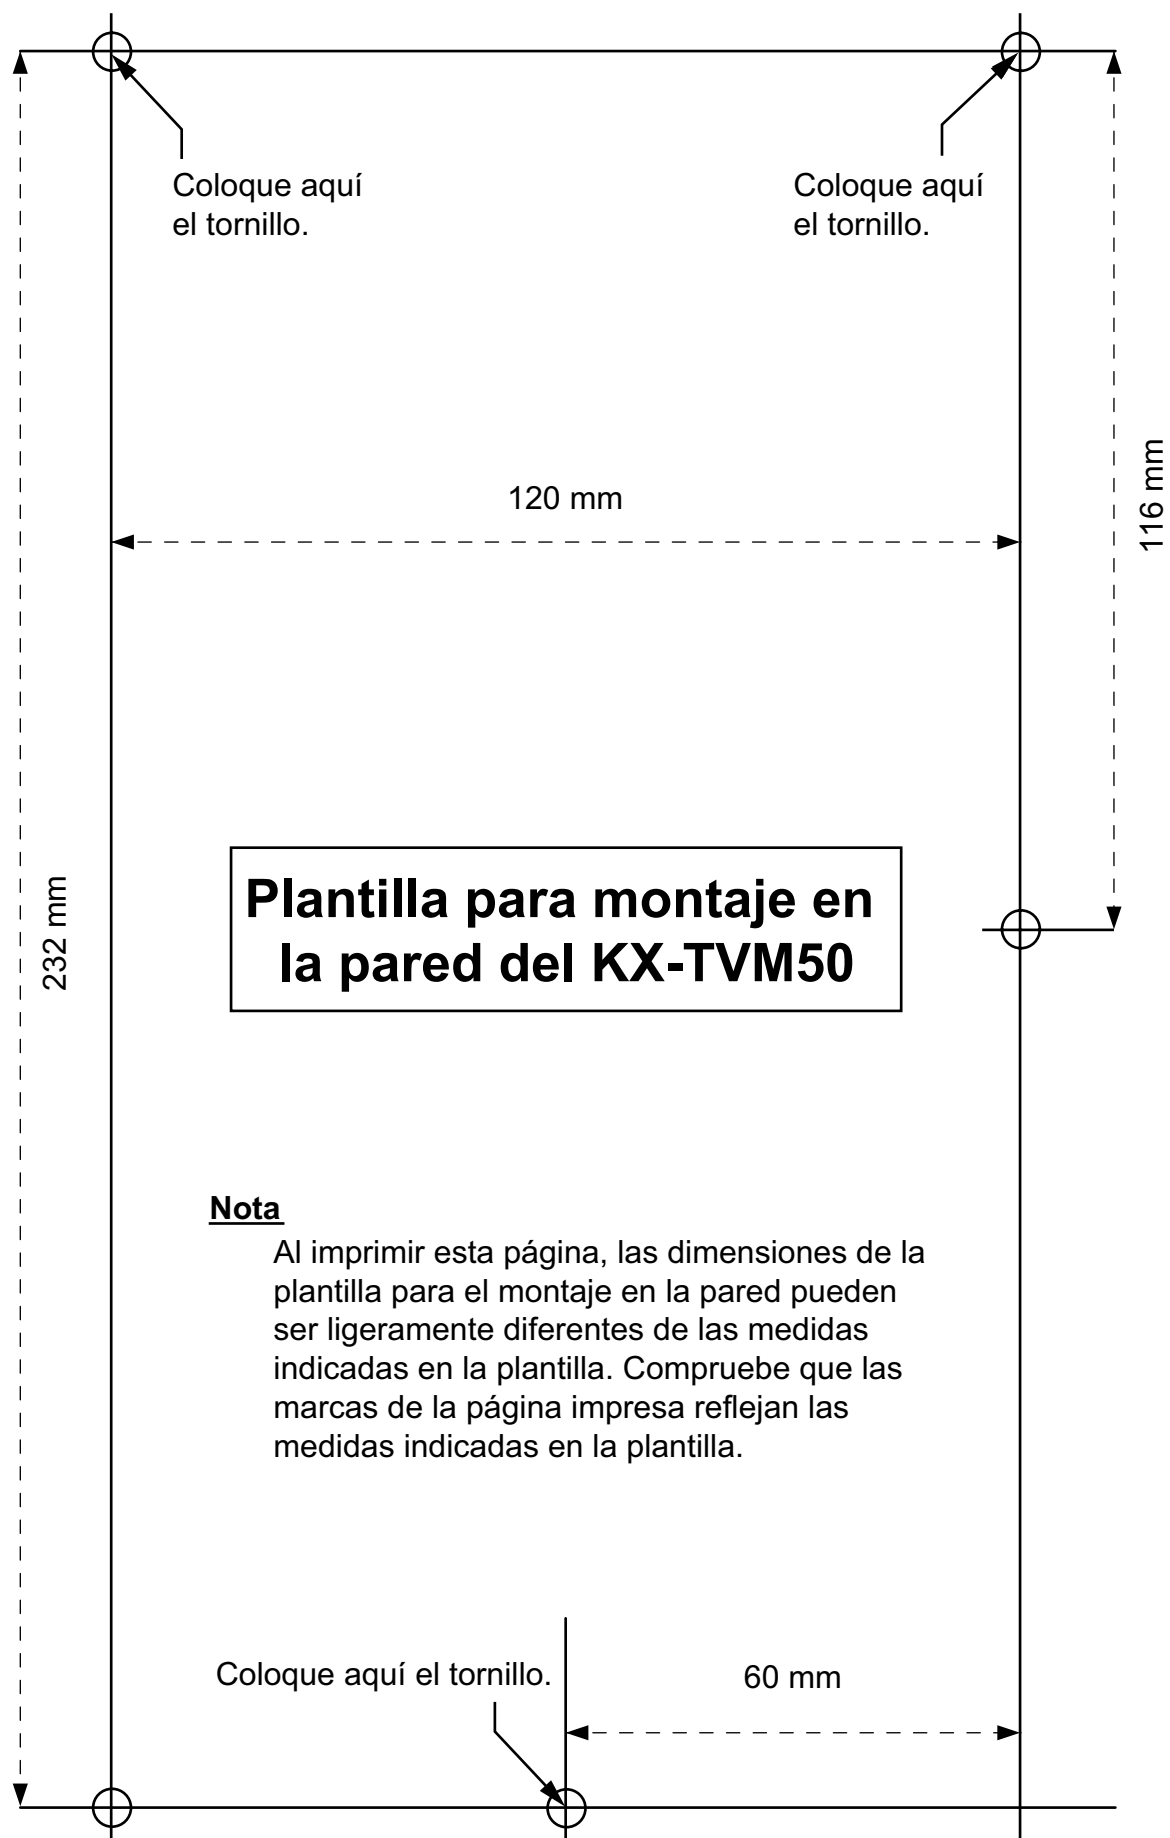 Coloque aquí
el tornillo.
Coloque aquí
el tornillo.
120 mm
116 mm
232 mm
Plantilla para montaje en
la pared del KX-TVM50
Nota
Al imprimir esta página, las dimensiones de la
plantilla para el montaje en la pared pueden
ser ligeramente diferentes de las medidas
indicadas en la plantilla. Compruebe que las
marcas de la página impresa reflejan las
medidas indicadas en la plantilla.
Coloque aquí el tornillo.
60 mm